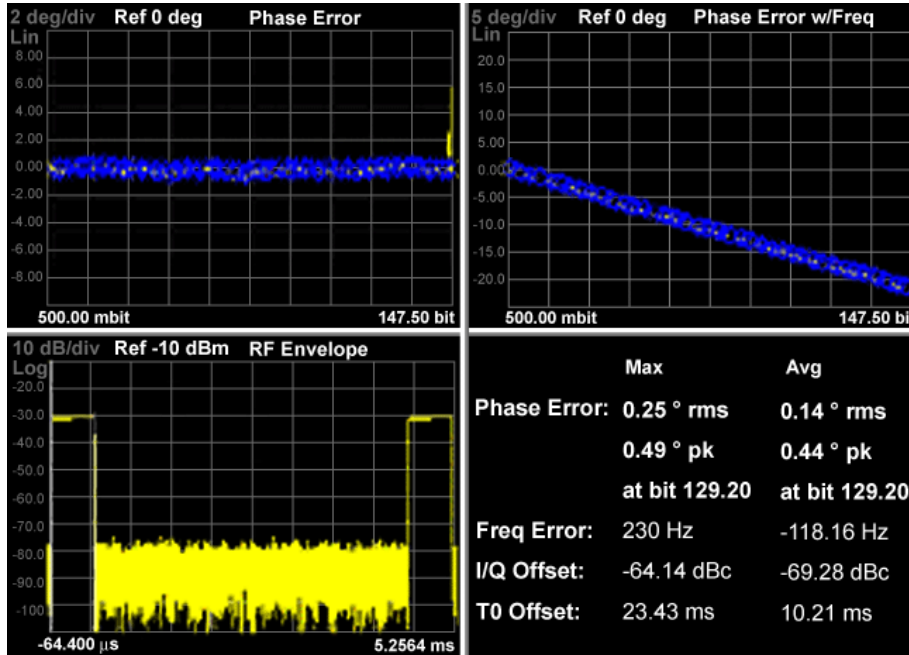 2 deg/div Ref 0 deg Phase Error
Lin
8.00
6.00
4.00
2.00
0.00
-2.00
-4.00
-6.00
-8.00
500.00 mbit 147.50 bit
5 deg/div Ref 0 deg Phase Error w/Freq
Lin
20.0
15.0
10.0
5.00
0.00
-5.00
-10.0
-15.0
-20.0
500.00 mbit 147.50 bit
10 dB/div Ref -10 dBm RF Envelope
Log
-20.0
-30.0
-40.0
-50.0
-60.0
-70.0
-80.0
-90.0
-100
-64.400 µs 5.2564 ms
Max Avg
Phase Error: 0.25 ° rms 0.14 ° rms
0.49 ° pk 0.44 ° pk
at bit 129.20 at bit 129.20
Freq Error: 230 Hz -118.16 Hz
I/Q Offset: -64.14 dBc -69.28 dBc
T0 Offset: 23.43 ms 10.21 ms